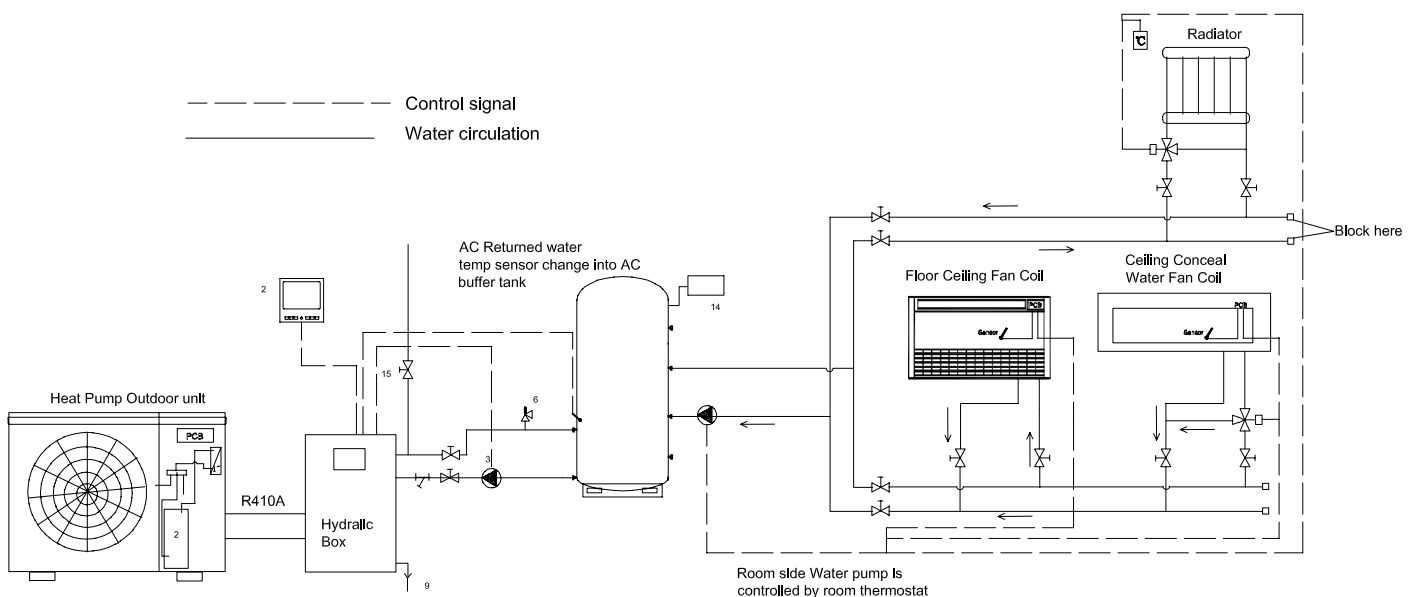 Radiator
℃
Control signal
Water circulation
AC Returned water
temp sensor change into AC
buffer tank
Block here
Ceiling Conceal
Water Fan Coil
Floor Ceiling Fan Coil
PCB
PCB
Sensor
Sensor
2
14
15
6
Heat Pump Outdoor unit
PCB
3
R410A
2
Hydralic
Box
9
Room side Water pump is
controlled by room thermostat